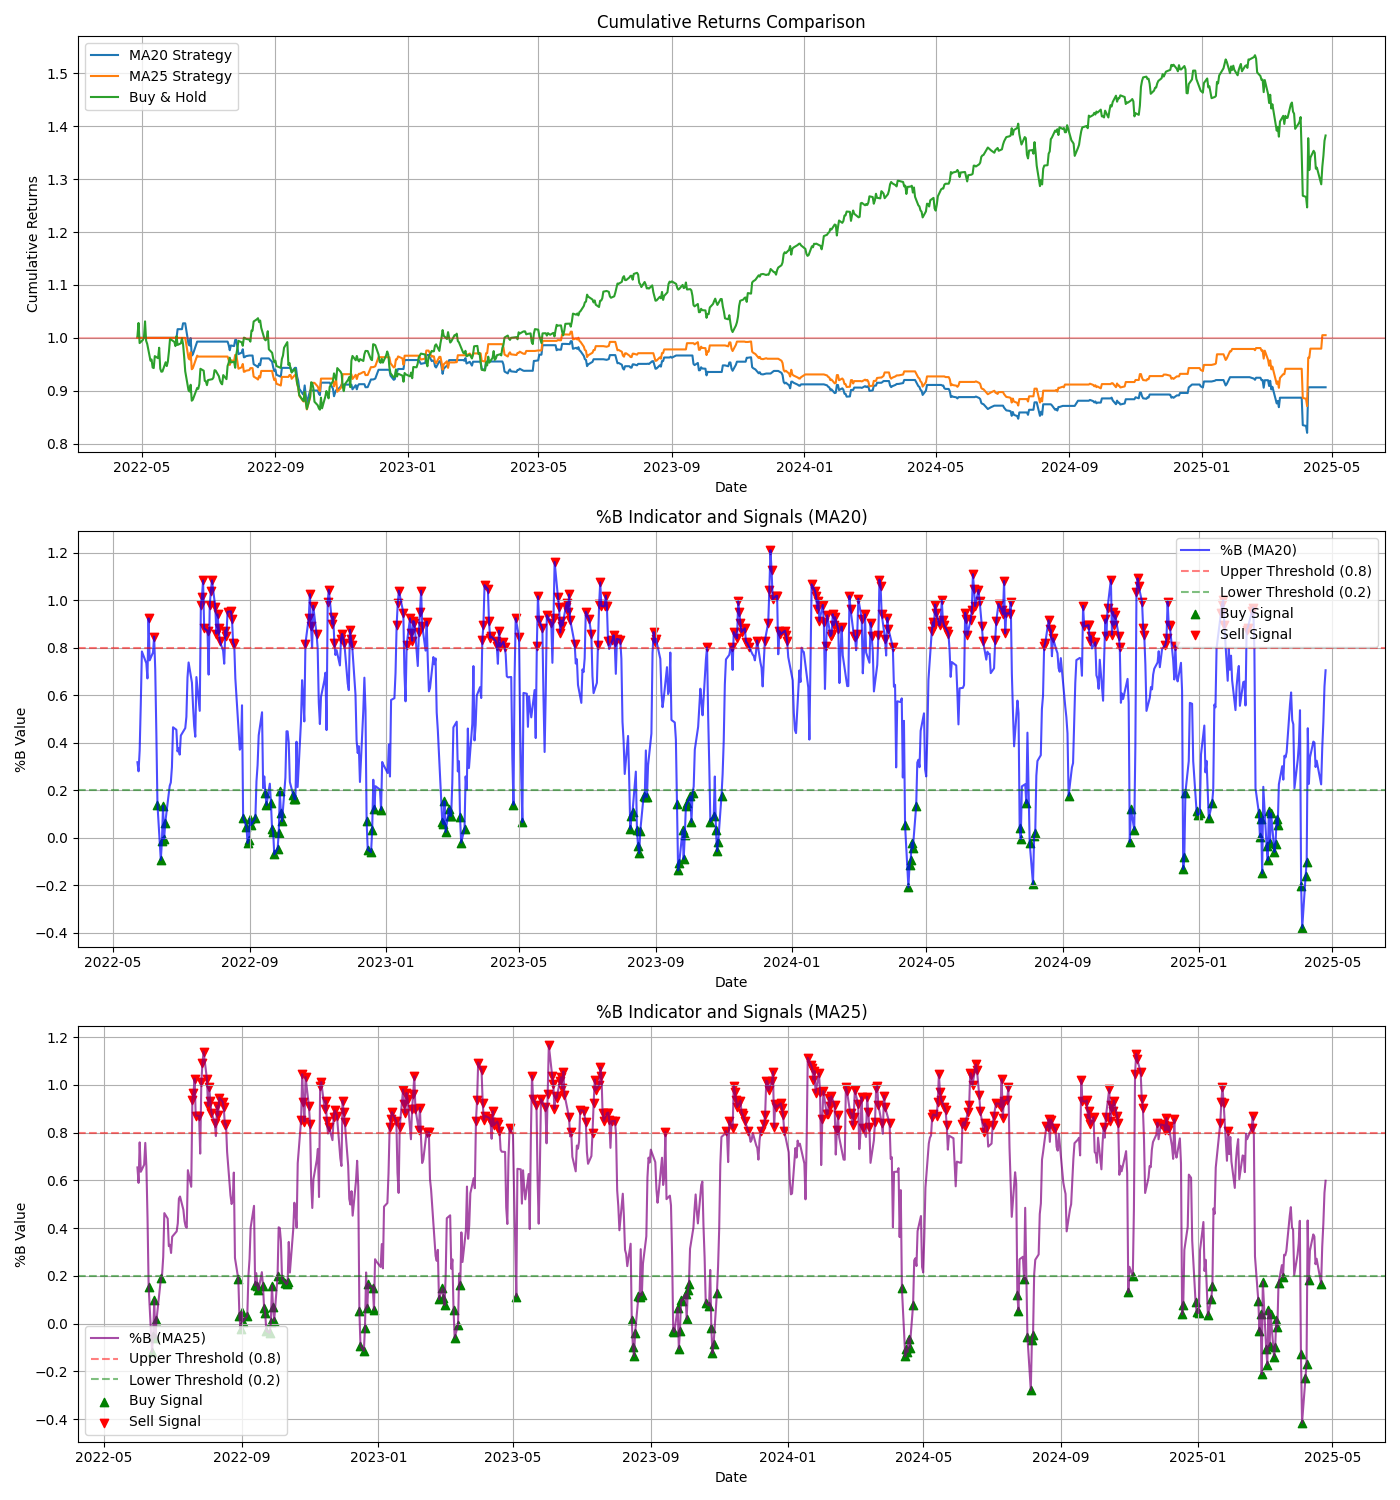 Cumulative Returns Comparison
MA20 Strategy
MA25 Strategy
Buy & Hold
Cumulative Returns
1.5
1.4
1.3
1.2
1.1
1.0
0.9
0.8
2022-05 2022-09 2023-01 2023-05 2023-09 2024-01 2024-05 2024-09 2025-01 2025-05
Date
%B Indicator and Signals (MA20)
%B (MA20)
Upper Threshold (0.8)
Lower Threshold (0.2)
Buy Signal
Sell Signal
%B Value
1.2
1.0
0.8
0.6
0.4
0.2
0.0
−0.2
−0.4
2022-05 2022-09 2023-01 2023-05 2023-09 2024-01 2024-05 2024-09 2025-01 2025-05
Date
%B Indicator and Signals (MA25)
%B Value
1.2
1.0
0.8
0.6
0.4
0.2
0.0
−0.2
−0.4
%B (MA25)
Upper Threshold (0.8)
Lower Threshold (0.2)
Buy Signal
Sell Signal
2022-05 2022-09 2023-01 2023-05 2023-09 2024-01 2024-05 2024-09 2025-01 2025-05
Date